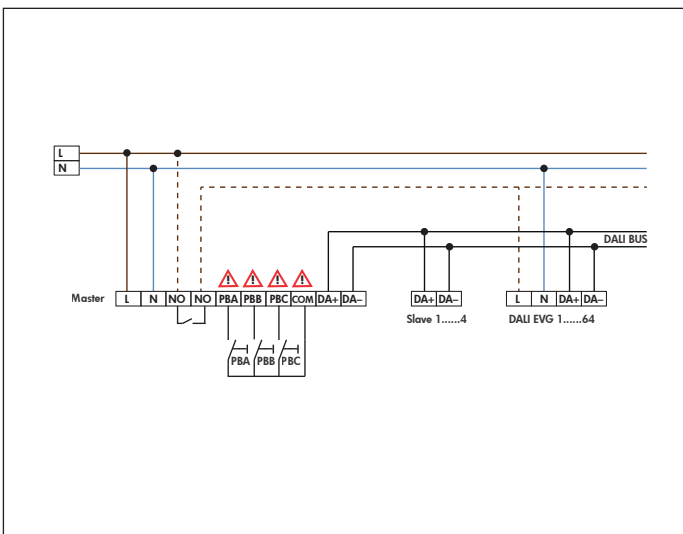 L
N
DALI BUS
Master L N NO NO PBA PBB PBC COM DA+ DA− DA+ DA− L N DA+ DA−
Slave 1......4 DALI EVG 1......64
PBA PBB PBC